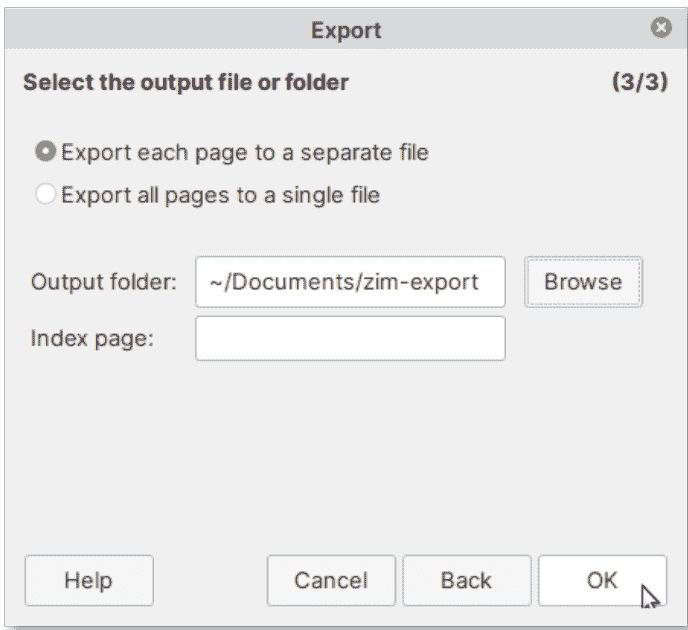 Export
Select the output file or folder (3/3)
Export each page to a separate file
Export all pages to a single file
Output folder: ~/Documents/zim-export Browse
Index page:
Help Cancel Back OK